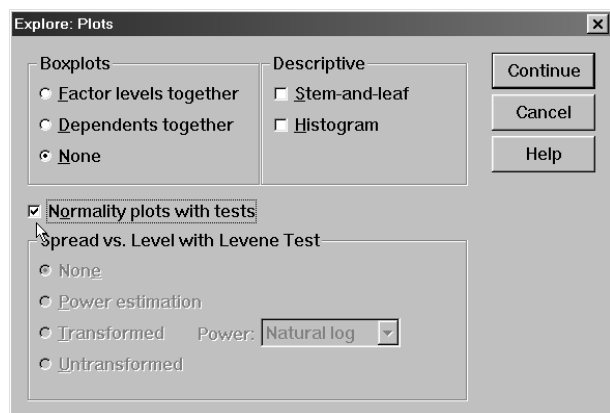 Explore: Plots
Boxplots
Factor levels together
Dependents together
None
Descriptive
Stem-and-leaf
Histogram
Continue
Cancel
Help
Normality plots with tests
Spread vs. Level with Levene Test
None
Power estimation
Transformed Power: Natural log
Untransformed